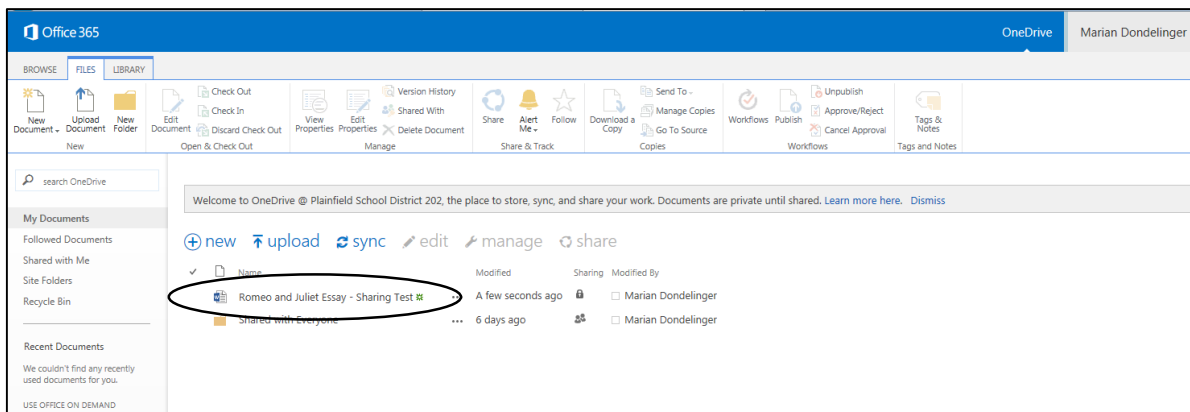 Office 365
OneDrive
Marian Dondelinger
BROWSE
FILES
LIBRARY
New Document
Upload Document
New Folder
New
Edit Document
Check Out
Check In
Discard Check Out
Open & Check Out
View Properties
Edit Properties
Version History
Shared With
Delete Document
Manage
Share
Alert Me
Follow
Share & Track
Download a Copy
Send To
Manage Copies
Go To Source
Copies
Workflows
Publish
Unpublish
Approve/Reject
Cancel Approval
Workflows
Tags & Notes
Tags and Notes
search OneDrive
My Documents
Followed Documents
Shared with Me
Site Folders
Recycle Bin
Recent Documents
We couldn't find any recently
used documents for you.
USE OFFICE ON DEMAND
Welcome to OneDrive @ Plainfield School District 202, the place to store, sync, and share your work. Documents are private until shared. Learn more here. Dismiss
new upload sync edit manage share
Name Modified Sharing Modified By
Romeo and Juliet Essay - Sharing Test ... A few seconds ago Marian Dondelinger
Shared with Everyone ... 6 days ago Marian Dondelinger